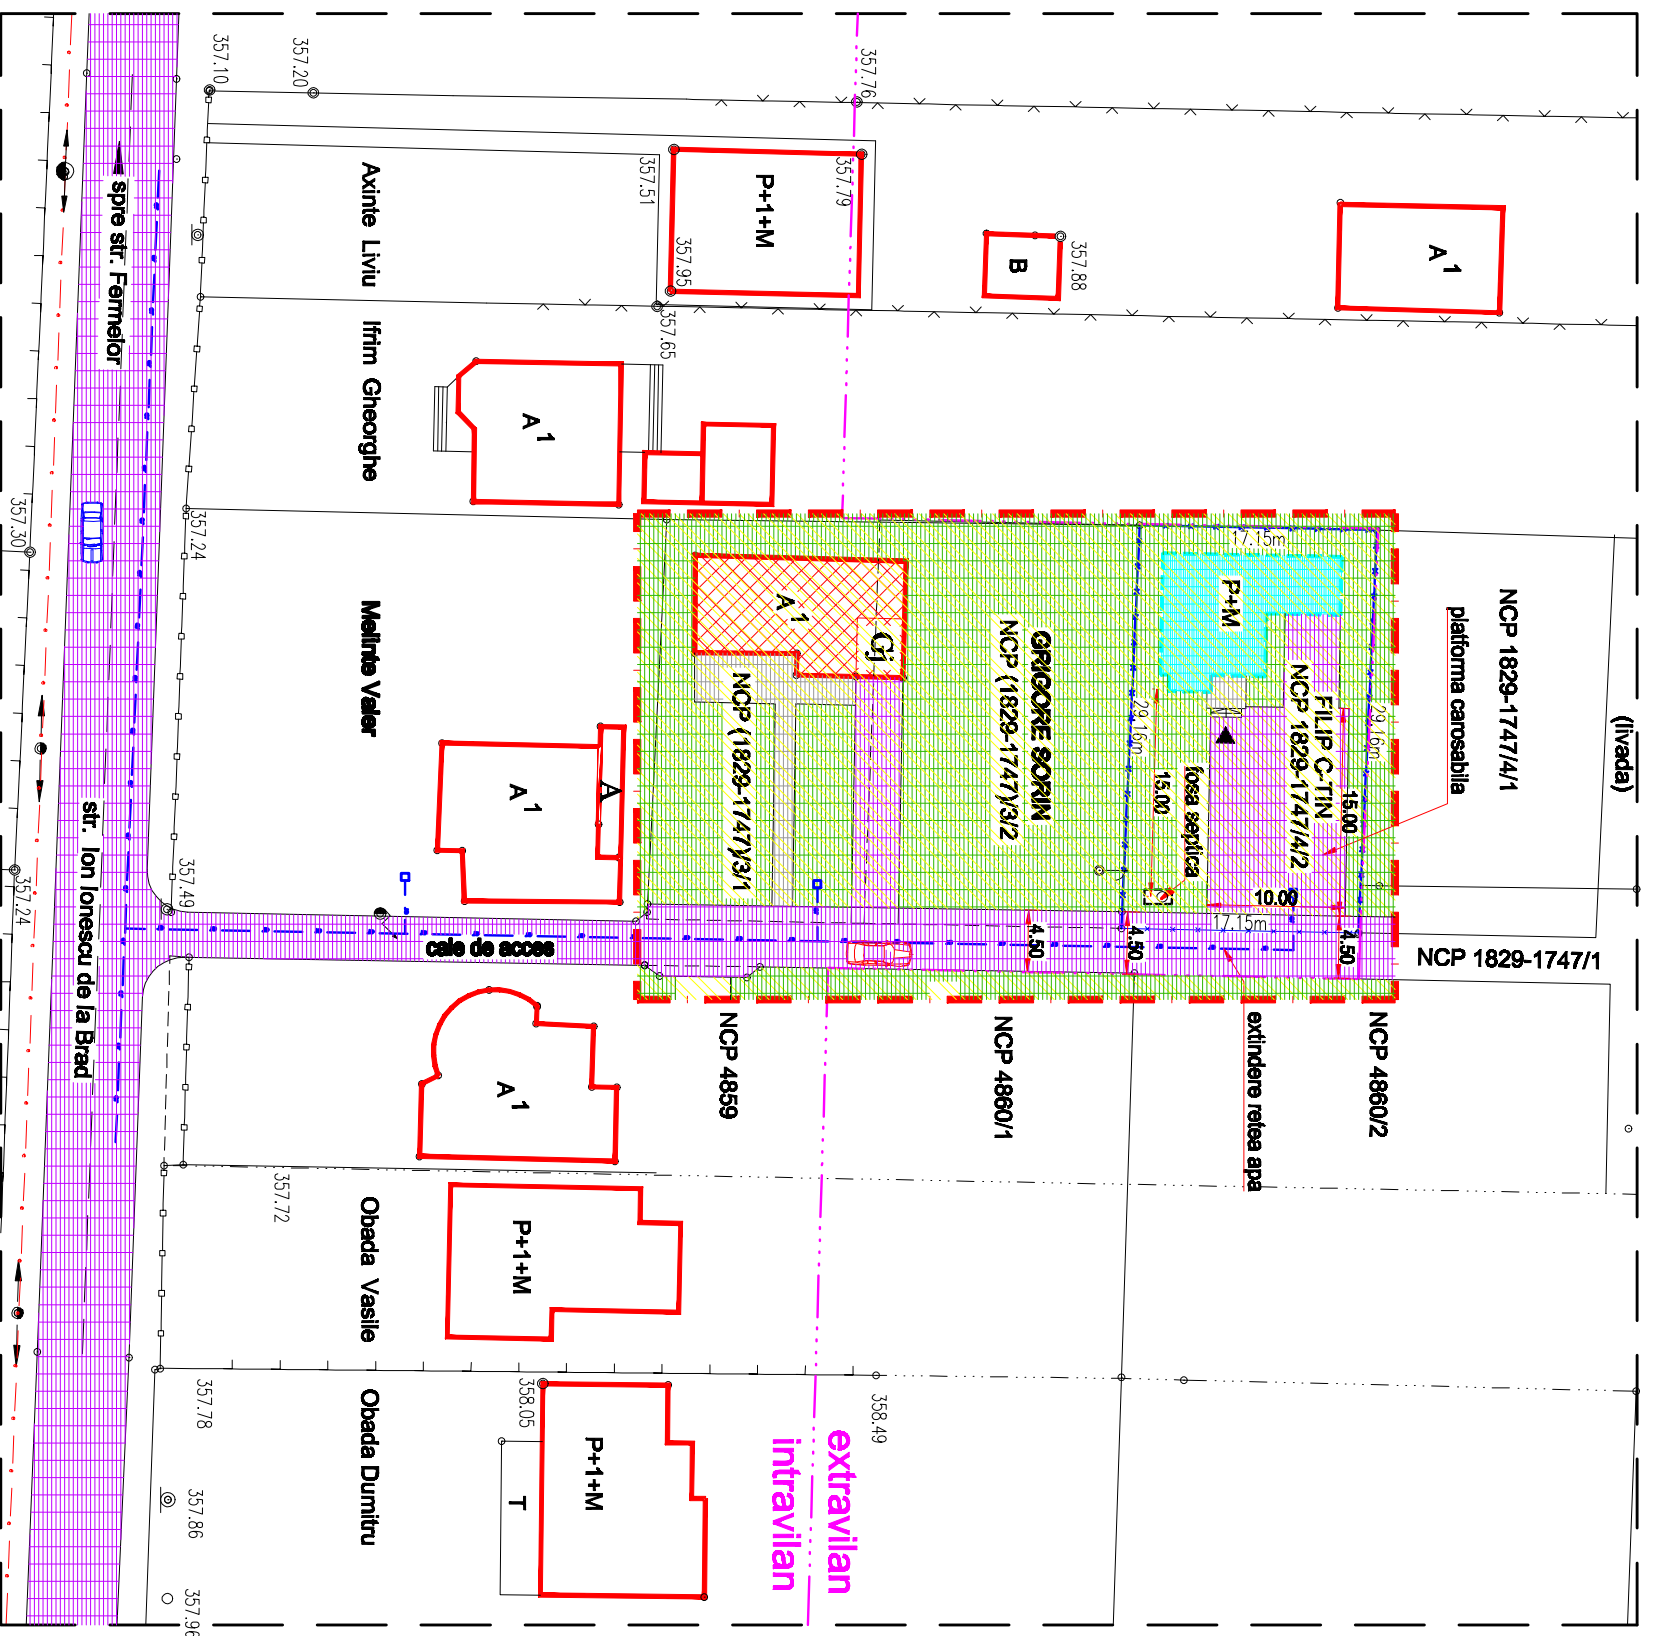 (livada)
NCP 1829-1747/4/1
platforma carosabila
NCP 1829-1747/1
NCP 4860/2
extindere retea apa
17.15m
29.16m
P+M
FILIP C-TIN
NCP 1829-1747/4/2
15.00
10.00
4.50
17.15m
fosa septica
15.00
29.16m
4.50
GRIGORE SORIN
NCP (1829-1747)/3/2
4.50
NCP 4860/1
A 1
Gj
NCP (1829-1747)/3/1
NCP 4859
A 1
357.88
B
357.76
357.79
P+1+M
357.95
357.51
357.65
extravilan
intravilan
358.49
A 1
A
A 1
cale de acces
A 1
P+1+M
358.05
P+1+M
T
Axinte Liviu
Ifrim Gheorghe
Melinte Valer
Obada Vasile
Obada Dumitru
357.20
357.10
357.24
357.49
357.72
357.78
357.86
357.96
spre str. Fermelor
str. Ion Ionescu de la Brad
357.30
357.24